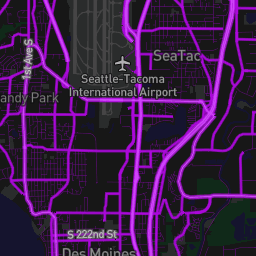 SeaTac
1st Ave S
Seattle-Tacoma
International Airport
andy Park
S 222nd St
Des Moines